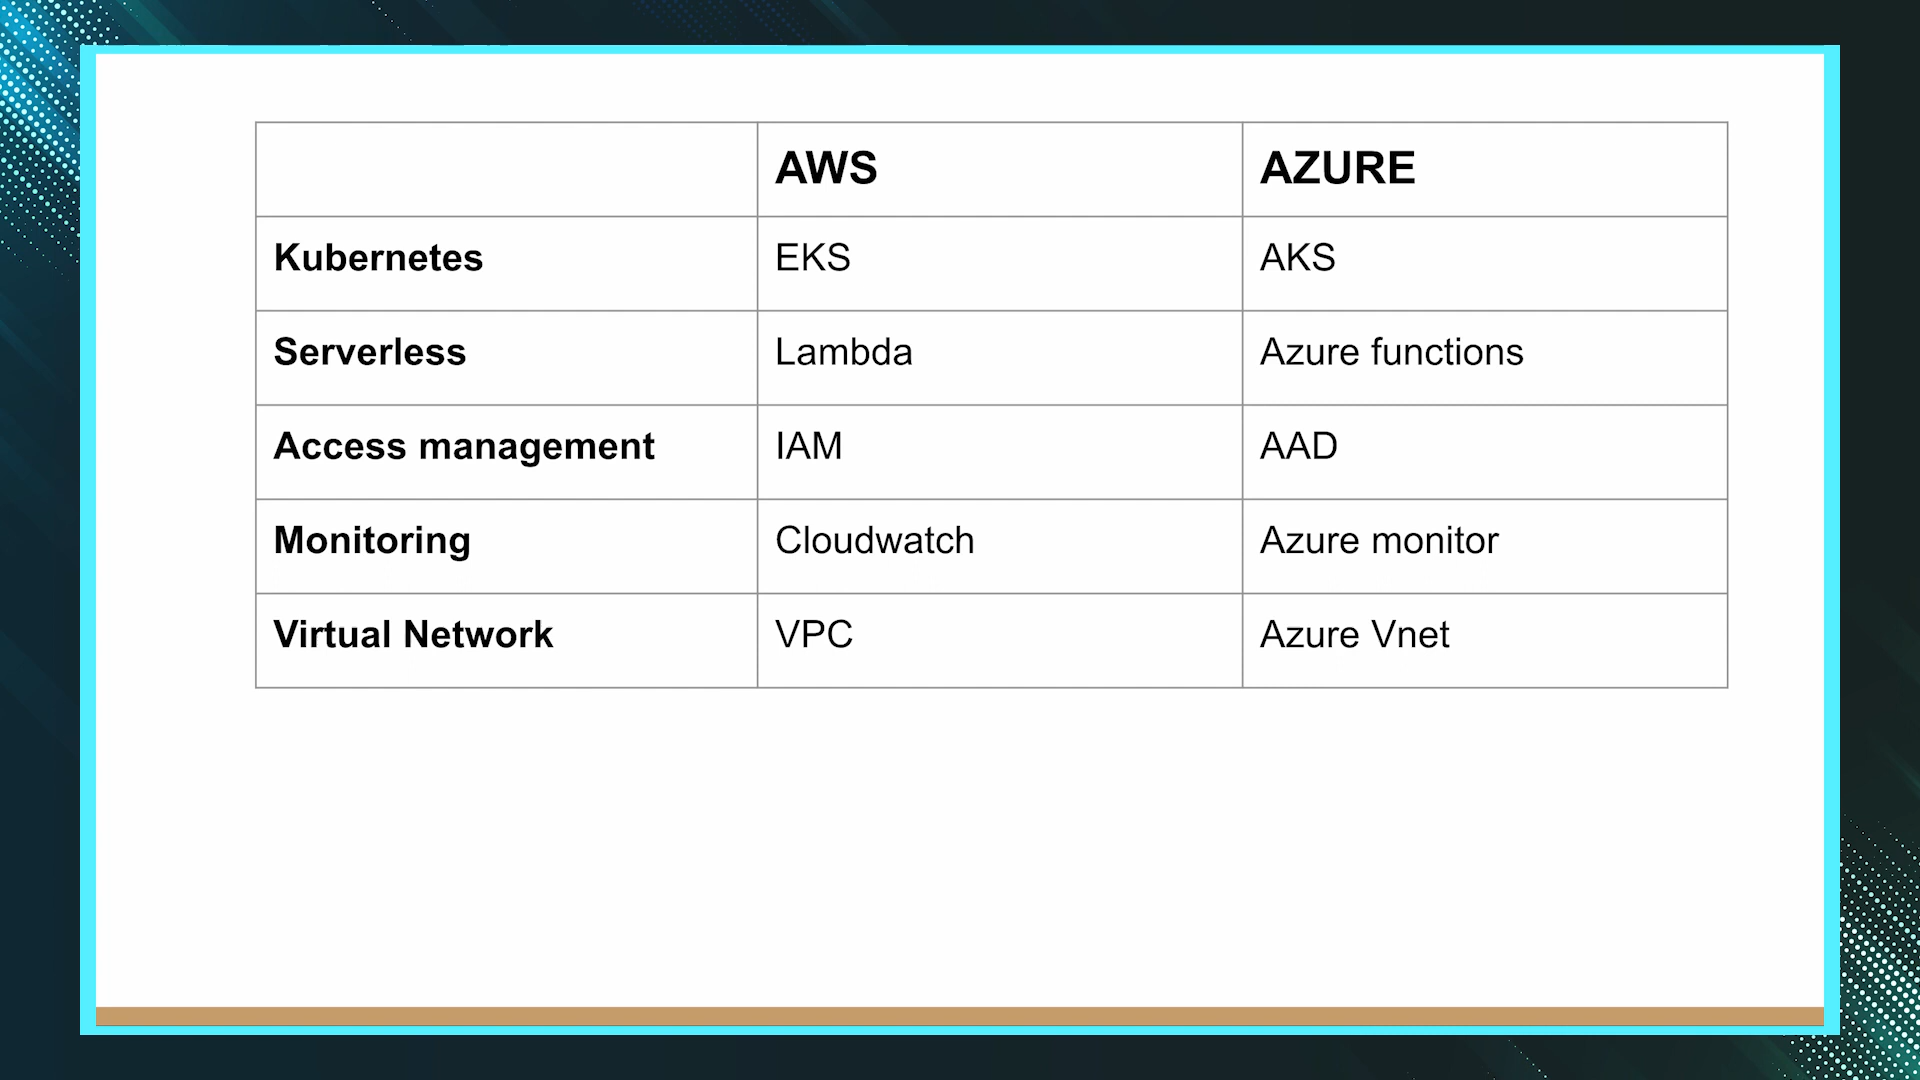 AWS AZURE
Kubernetes EKS AKS
Serverless Lambda Azure functions
Access management IAM AAD
Monitoring Cloudwatch Azure monitor
Virtual Network VPC Azure Vnet